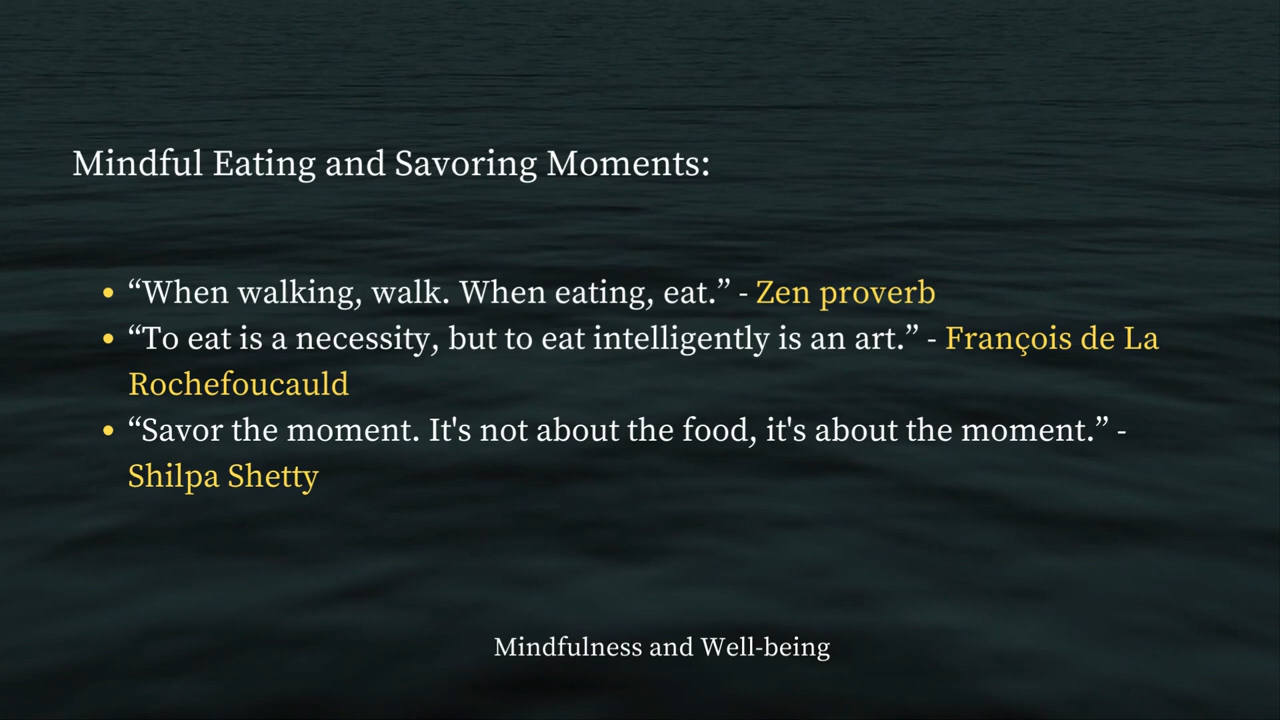 Mindful Eating and Savoring Moments:
• “When walking, walk. When eating, eat.” - Zen proverb
• “To eat is a necessity, but to eat intelligently is an art.” - François de La
Rochefoucauld
• “Savor the moment. It's not about the food, it's about the moment.” -
Shilpa Shetty
Mindfulness and Well-being